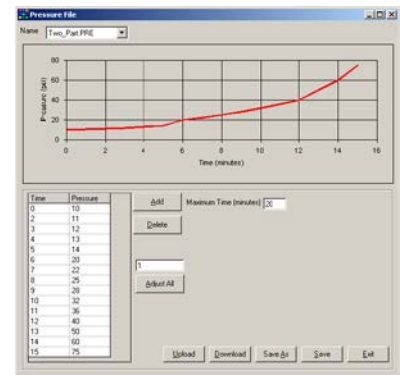 Pressure File
Name Two_Part.PRE
80
60
40
20
0
Pressure (psi)
0 2 4 6 8 10 12 14 16
Time (minutes)
Time Pressure
0 10
2 11
3 12
4 13
5 14
6 20
7 22
8 25
9 28
10 32
11 36
12 40
13 50
14 60
15 75
Add
Maximum Time (minutes) 20
Delete
1
Adjust All
Upload Download Save As Save Exit